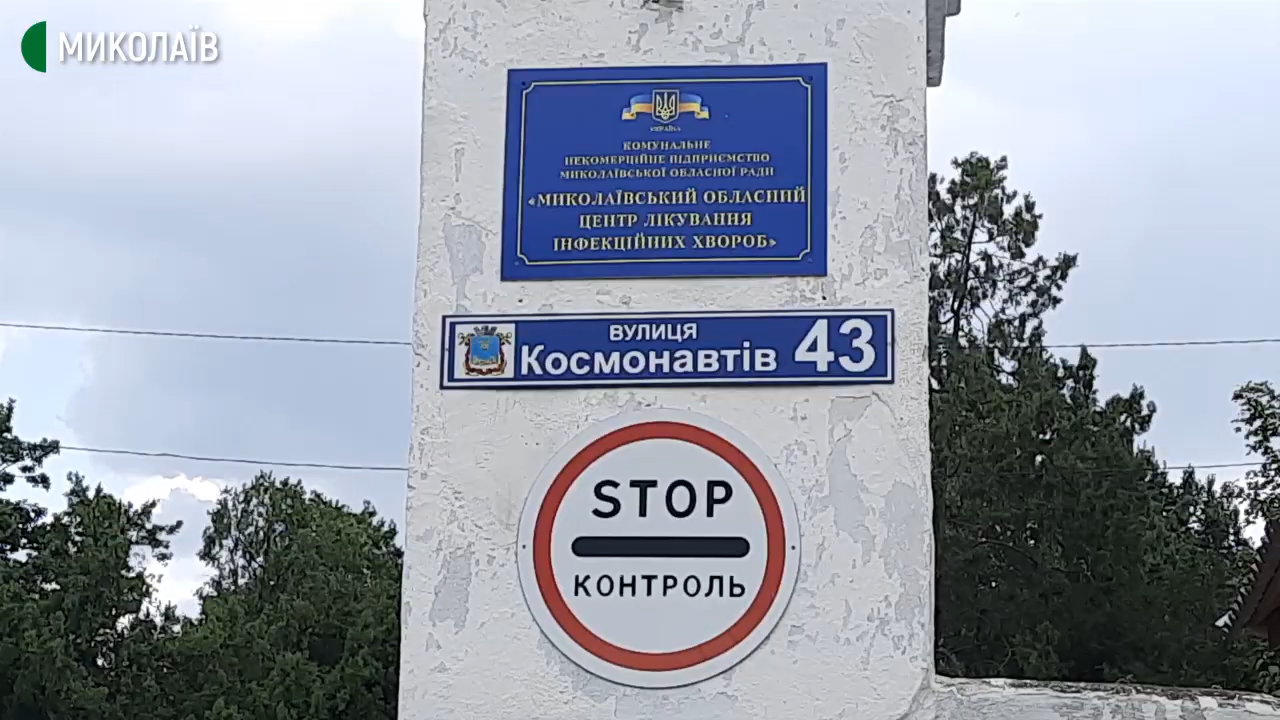 МИКОЛАЇВ
УКРАЇНА
КОМУНАЛЬНЕ
НЕКОМЕРЦІЙНЕ ПІДПРИЄМСТВО
МИКОЛАЇВСЬКОЇ ОБЛАСНОЇ РАДИ
«МИКОЛАЇВСЬКИЙ ОБЛАСНИЙ
ЦЕНТР ЛІКУВАННЯ
ІНФЕКЦІЙНИХ ХВОРОБ»
ВУЛИЦЯ
Космонавтів 43
STOP
КОНТРОЛЬ